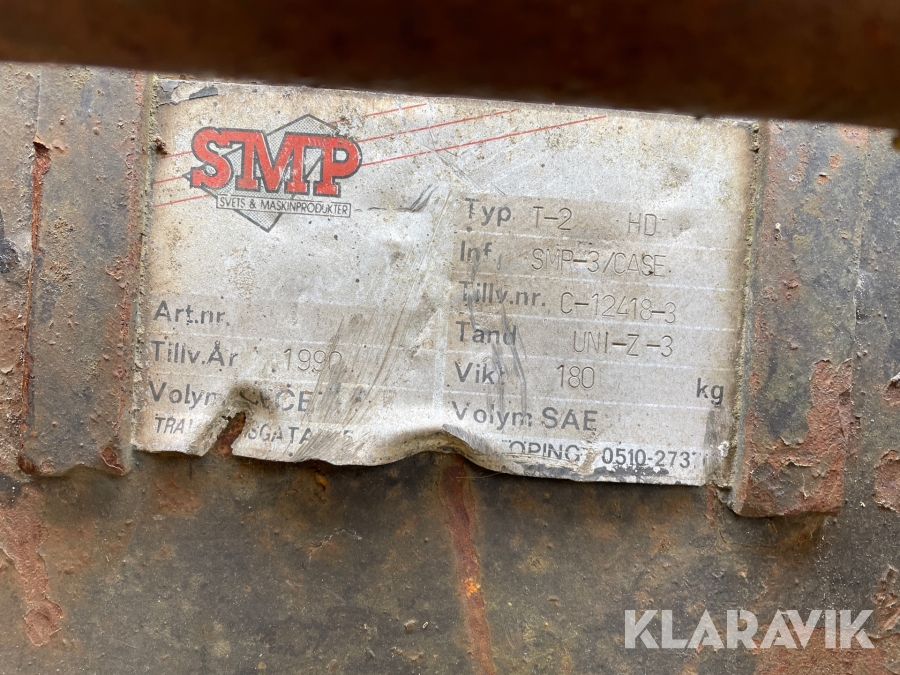 SMP
SVETS & MASKINPRODUKTER
Typ T-2 HD
Inf. SMP-3/CASE
Tillv.nr. C-12418-3
Tand UNI-Z-3
Vikt 180 kg
Volym SAE
Art.nr.
Tillv.År 1990
Volym
0510-273
KLARAVIK